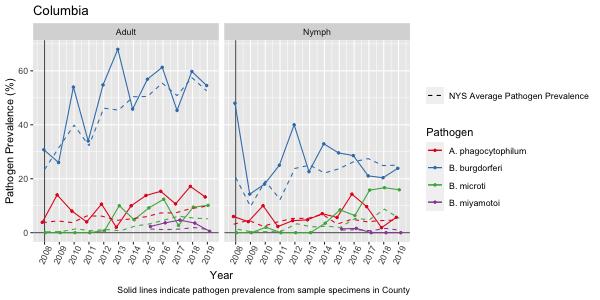 Columbia
Adult
Nymph
Pathogen Prevalence (%)
60
40
20
0
2008 2009 2010 2011 2012 2013 2014 2015 2016 2017 2018 2019
2008 2009 2010 2011 2012 2013 2014 2015 2016 2017 2018 2019
Year
Solid lines indicate pathogen prevalence from sample specimens in County
NYS Average Pathogen Prevalence
Pathogen
A. phagocytophilum
B. burgdorferi
B. microti
B. miyamotoi